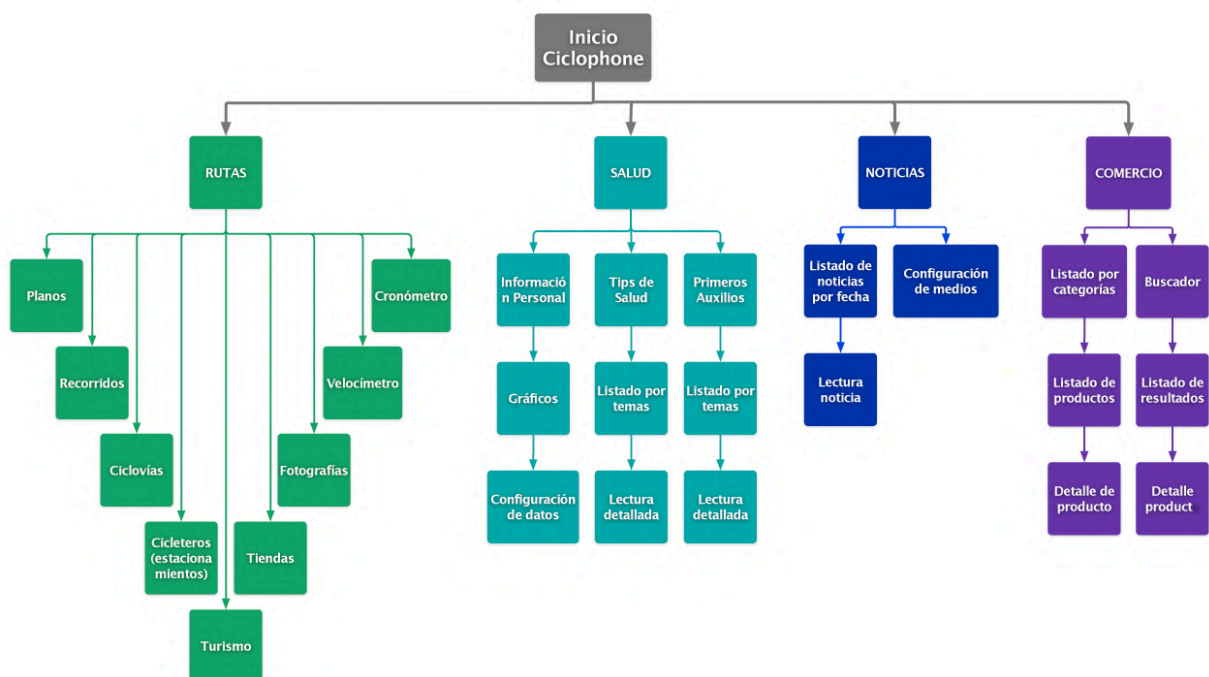 Inicio
Ciclophone
RUTAS
SALUD
NOTICIAS
COMERCIO
Planos
Recorridos
Ciclovías
Cicleteros
(estaciona
mientos)
Turismo
Tiendas
Fotografías
Velocímetro
Cronómetro
Informació
n Personal
Gráficos
Configuración
de datos
Tips de
Salud
Listado por
temas
Lectura
detallada
Primeros
Auxilios
Listado por
temas
Lectura
detallada
Listado de
noticias
por fecha
Lectura
noticia
Configuración
de medios
Listado por
categorías
Listado de
productos
Detalle de
producto
Buscador
Listado de
resultados
Detalle
product